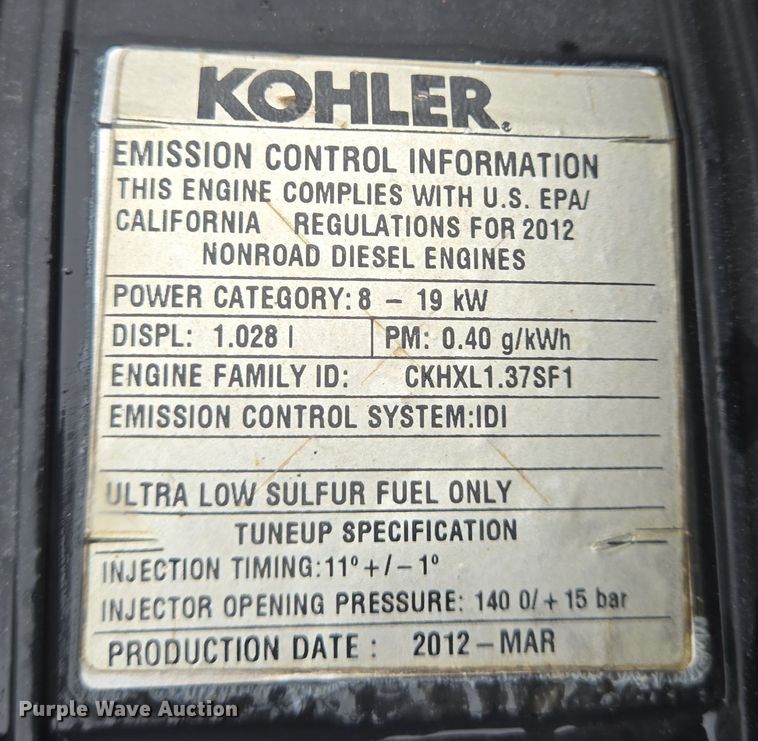 KOHLER®
EMISSION CONTROL INFORMATION
THIS ENGINE COMPLIES WITH U.S. EPA/
CALIFORNIA REGULATIONS FOR 2012
NONROAD DIESEL ENGINES
POWER CATEGORY: 8 – 19 kW
DISPL: 1.028 l PM: 0.40 g/kWh
ENGINE FAMILY ID: CKHXL1.37SF1
EMISSION CONTROL SYSTEM:IDI
ULTRA LOW SULFUR FUEL ONLY
TUNEUP SPECIFICATION
INJECTION TIMING:11º +/– 1º
INJECTOR OPENING PRESSURE: 140 0/ + 15 bar
PRODUCTION DATE : 2012 – MAR
Purple Wave Auction